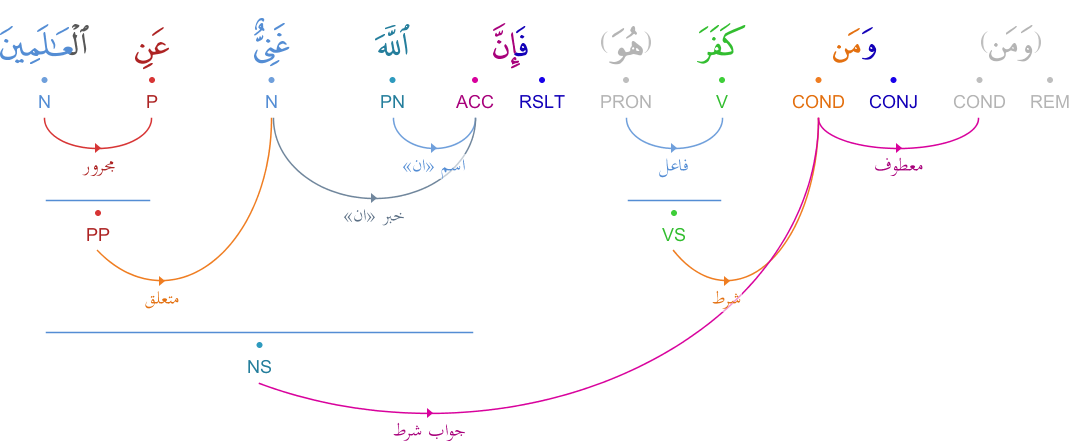 (وَمَن) وَمَن كَفَرَ (هُوَ) فَإِنَّ ٱللَّهَ غَنِىٌّ عَنِ ٱلْعَـٰلَمِينَ
REM COND CONJ COND V PRON RSLT ACC PN N P N
معطوف فاعل اسم «ان» مجرور
خبر «ان»
VS PP
شرط متعلق
NS
جواب شرط